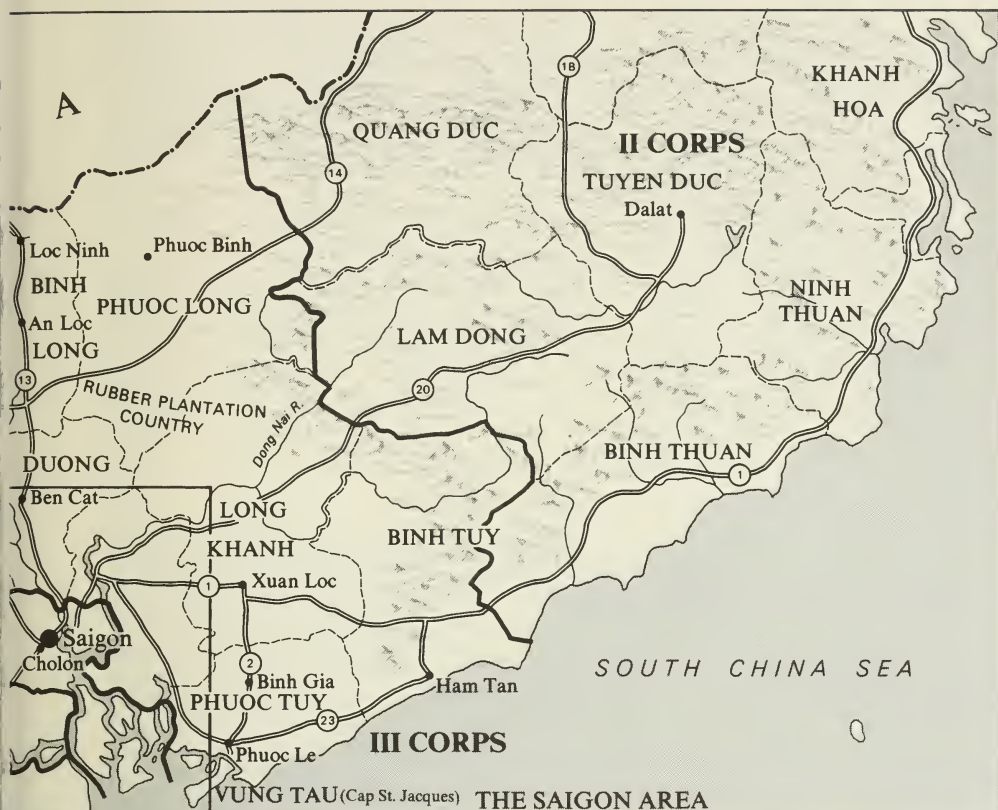 A
QUANG DUC
18
KHANH
HOA
II CORPS
TUYEN DUC
Dalat
14
Loc Ninh
Phuoc Binh
BINH
PHUOC LONG
An Loc
LONG
NINH
THUAN
LAM DONG
13
RUBBER PLANTATION
COUNTRY
20
Dong Nai R.
DUONG
BINH THUAN
1
Ben Cat
LONG
KHANH
BINH TUY
1
Xuan Loc
Saigon
Cholon
2
Binh Gia
PHUOC TUY
Ham Tan
SOUTH CHINA SEA
23
III CORPS
Phuoc Le
VUNG TAU (Cap St. Jacques)
THE SAIGON AREA